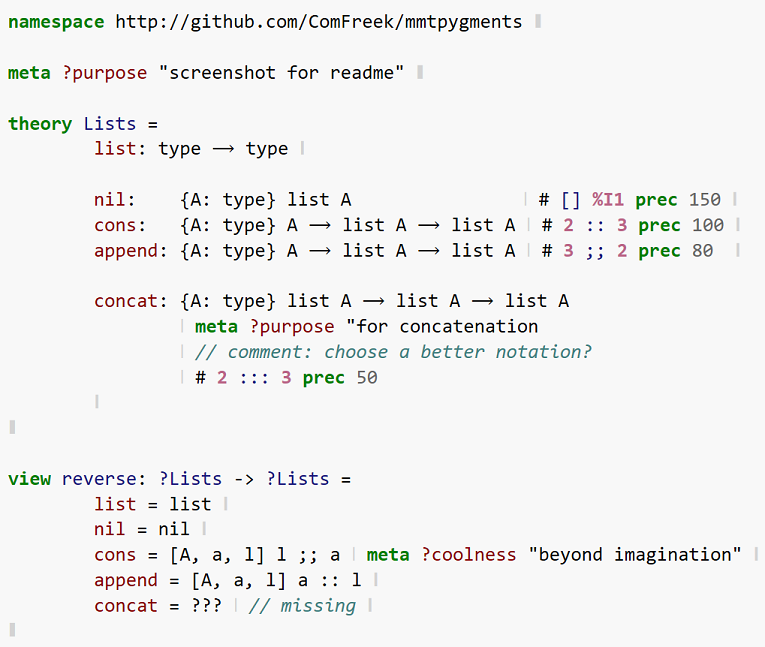 namespace http://github.com/ComFreek/mmtpygments ❚
meta ?purpose "screenshot for readme" ❚
theory Lists =
list: type ⟶ type ❙
nil: {A: type} list A ❘ # [] %I1 prec 150 ❙
cons: {A: type} A ⟶ list A ⟶ list A ❘ # 2 :: 3 prec 100 ❙
append: {A: type} A ⟶ list A ⟶ list A ❘ # 3 ;; 2 prec 80 ❙
concat: {A: type} list A ⟶ list A ⟶ list A
❘ meta ?purpose "for concatenation
❘ // comment: choose a better notation?
❘ # 2 ::: 3 prec 50
❙
❚
view reverse: ?Lists -> ?Lists =
list = list ❙
nil = nil ❙
cons = [A, a, l] l ;; a ❘ meta ?coolness "beyond imagination" ❙
append = [A, a, l] a :: l ❙
concat = ??? ❘ // missing ❙
❚